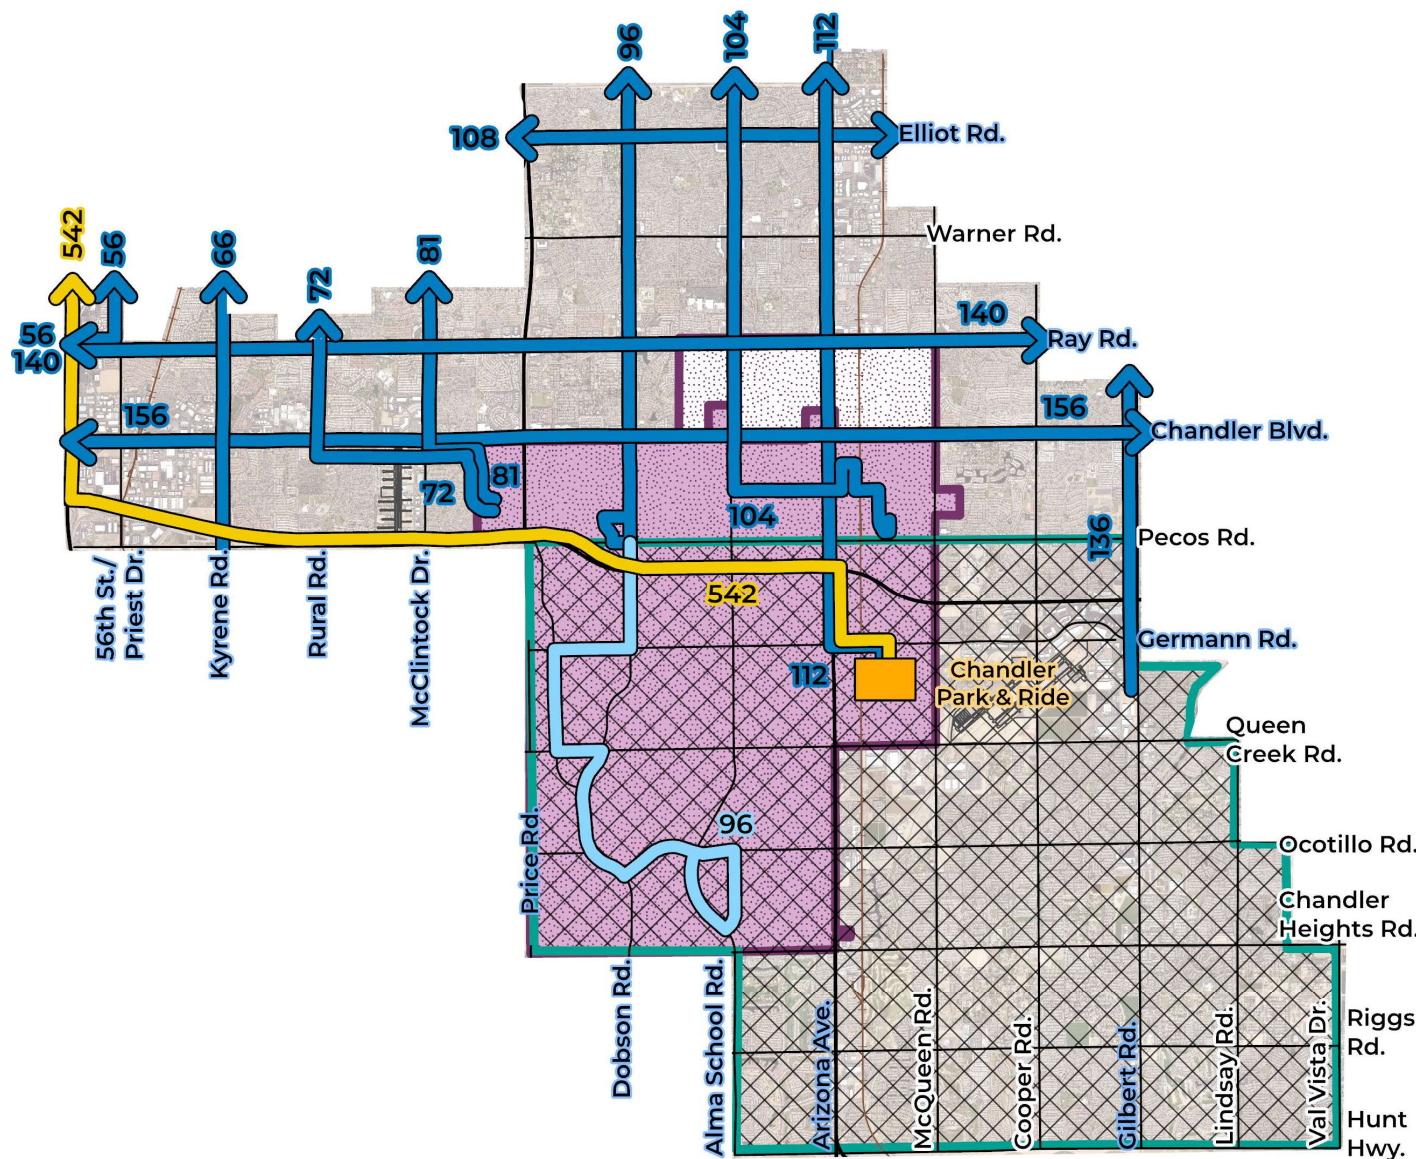 96
104
112
108
Elliot Rd.
542
56
66
72
81
Warner Rd.
140
56
140
Ray Rd.
156
156
Chandler Blvd.
81
72
104
136
Pecos Rd.
56th St./
Priest Dr.
Kyrene Rd.
Rural Rd.
McClintock Dr.
542
Germann Rd.
112
Chandler
Park & Ride
Queen
Creek Rd.
96
Price Rd.
Ocotillo Rd.
Chandler
Heights Rd.
Dobson Rd.
Alma School Rd.
Arizona Ave.
McQueen Rd.
Cooper Rd.
Gilbert Rd.
Lindsay Rd.
Val Vista Dr.
Riggs
Rd.
Hunt
Hwy.